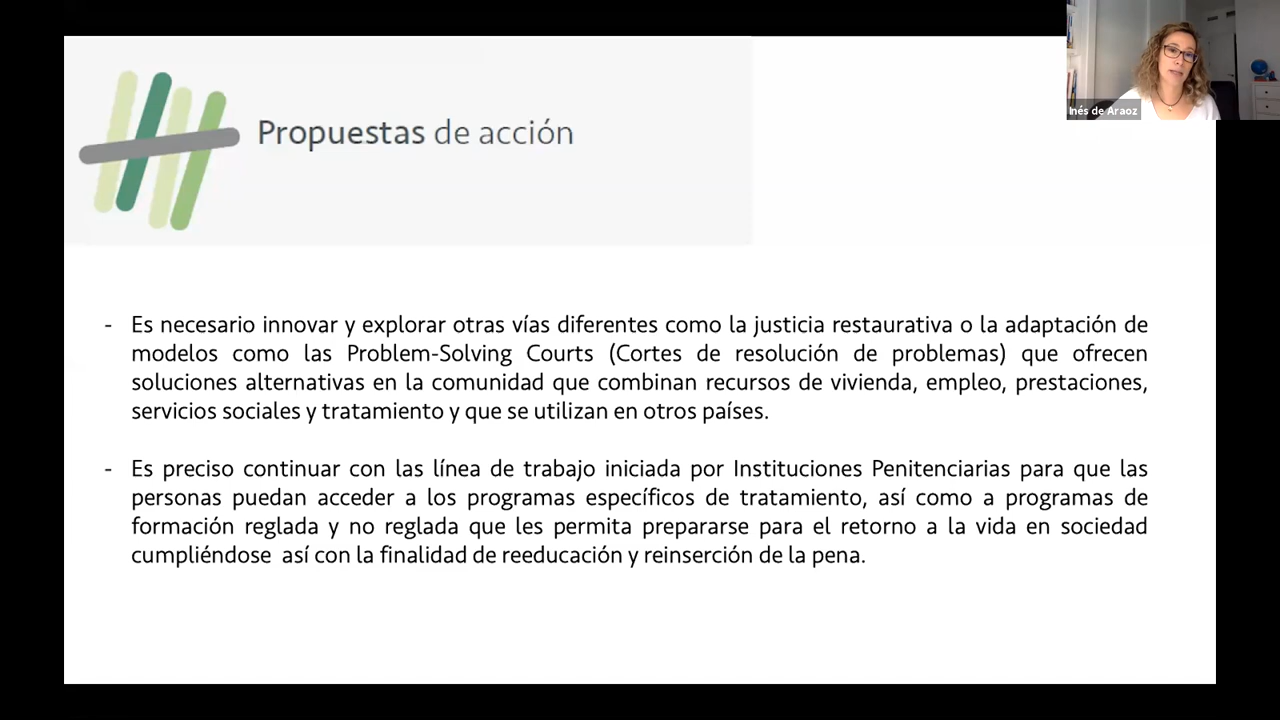 Inés de Araoz
Propuestas de acción
- Es necesario innovar y explorar otras vías diferentes como la justicia restaurativa o la adaptación de
modelos como las Problem-Solving Courts (Cortes de resolución de problemas) que ofrecen
soluciones alternativas en la comunidad que combinan recursos de vivienda, empleo, prestaciones,
servicios sociales y tratamiento y que se utilizan en otros países.
- Es preciso continuar con las línea de trabajo iniciada por Instituciones Penitenciarias para que las
personas puedan acceder a los programas específicos de tratamiento, así como a programas de
formación reglada y no reglada que les permita prepararse para el retorno a la vida en sociedad
cumpliéndose así con la finalidad de reeducación y reinserción de la pena.